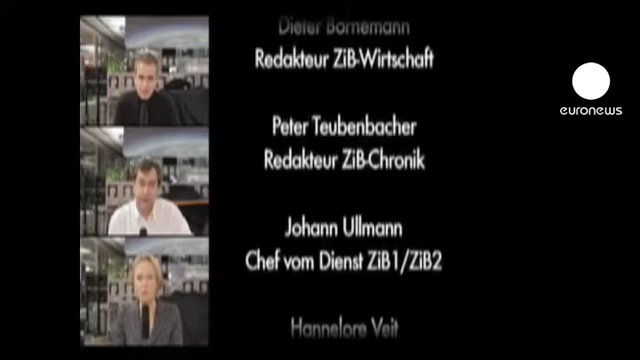 Dieter Bornemann
Redakteur ZiB-Wirtschaft
Peter Teubenbacher
Redakteur ZiB-Chronik
Johann Ullmann
Chef vom Dienst ZiB1/ZiB2
Hannelore Veit
euronews